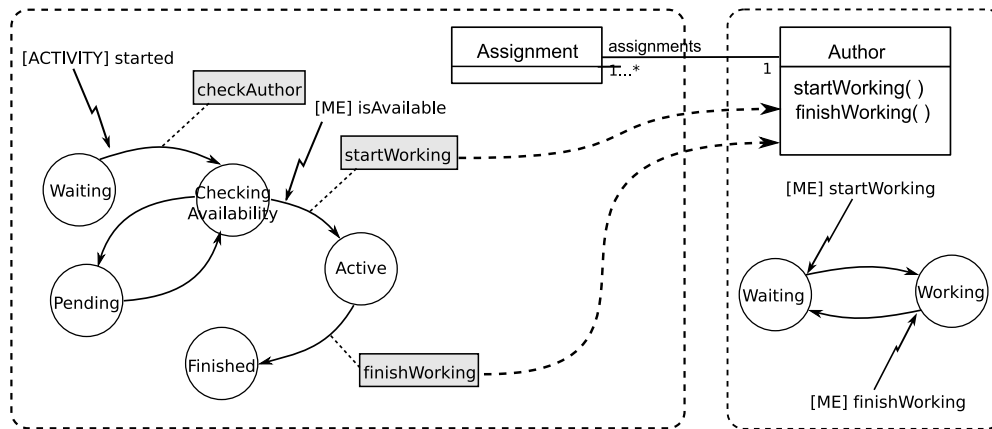 [ACTIVITY] started
checkAuthor
[ME] isAvailable
startWorking
Waiting
Checking
Availability
Pending
Active
Finished
finishWorking
Assignment
assignments
1...*
1
Author
startWorking( )
finishWorking( )
[ME] startWorking
Waiting
Working
[ME] finishWorking